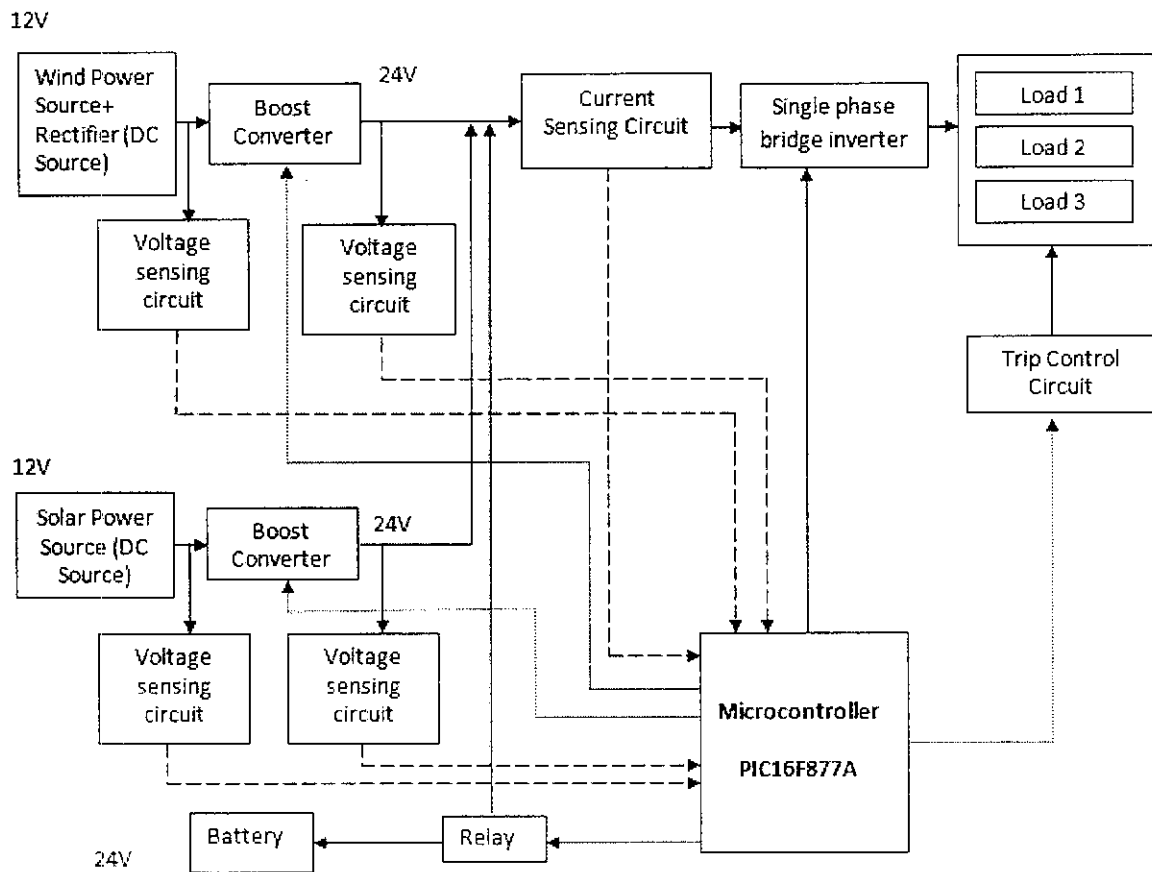 12V
Wind Power
Source+
Rectifier (DC
Source)
Boost
Converter
24V
Current
Sensing Circuit
Single phase
bridge inverter
Load 1
Load 2
Load 3
Voltage
sensing
circuit
Voltage
sensing
circuit
Trip Control
Circuit
12V
Solar Power
Source (DC
Source)
Boost
Converter
24V
Voltage
sensing
circuit
Voltage
sensing
circuit
Microcontroller
PIC16F877A
Battery
Relay
24V